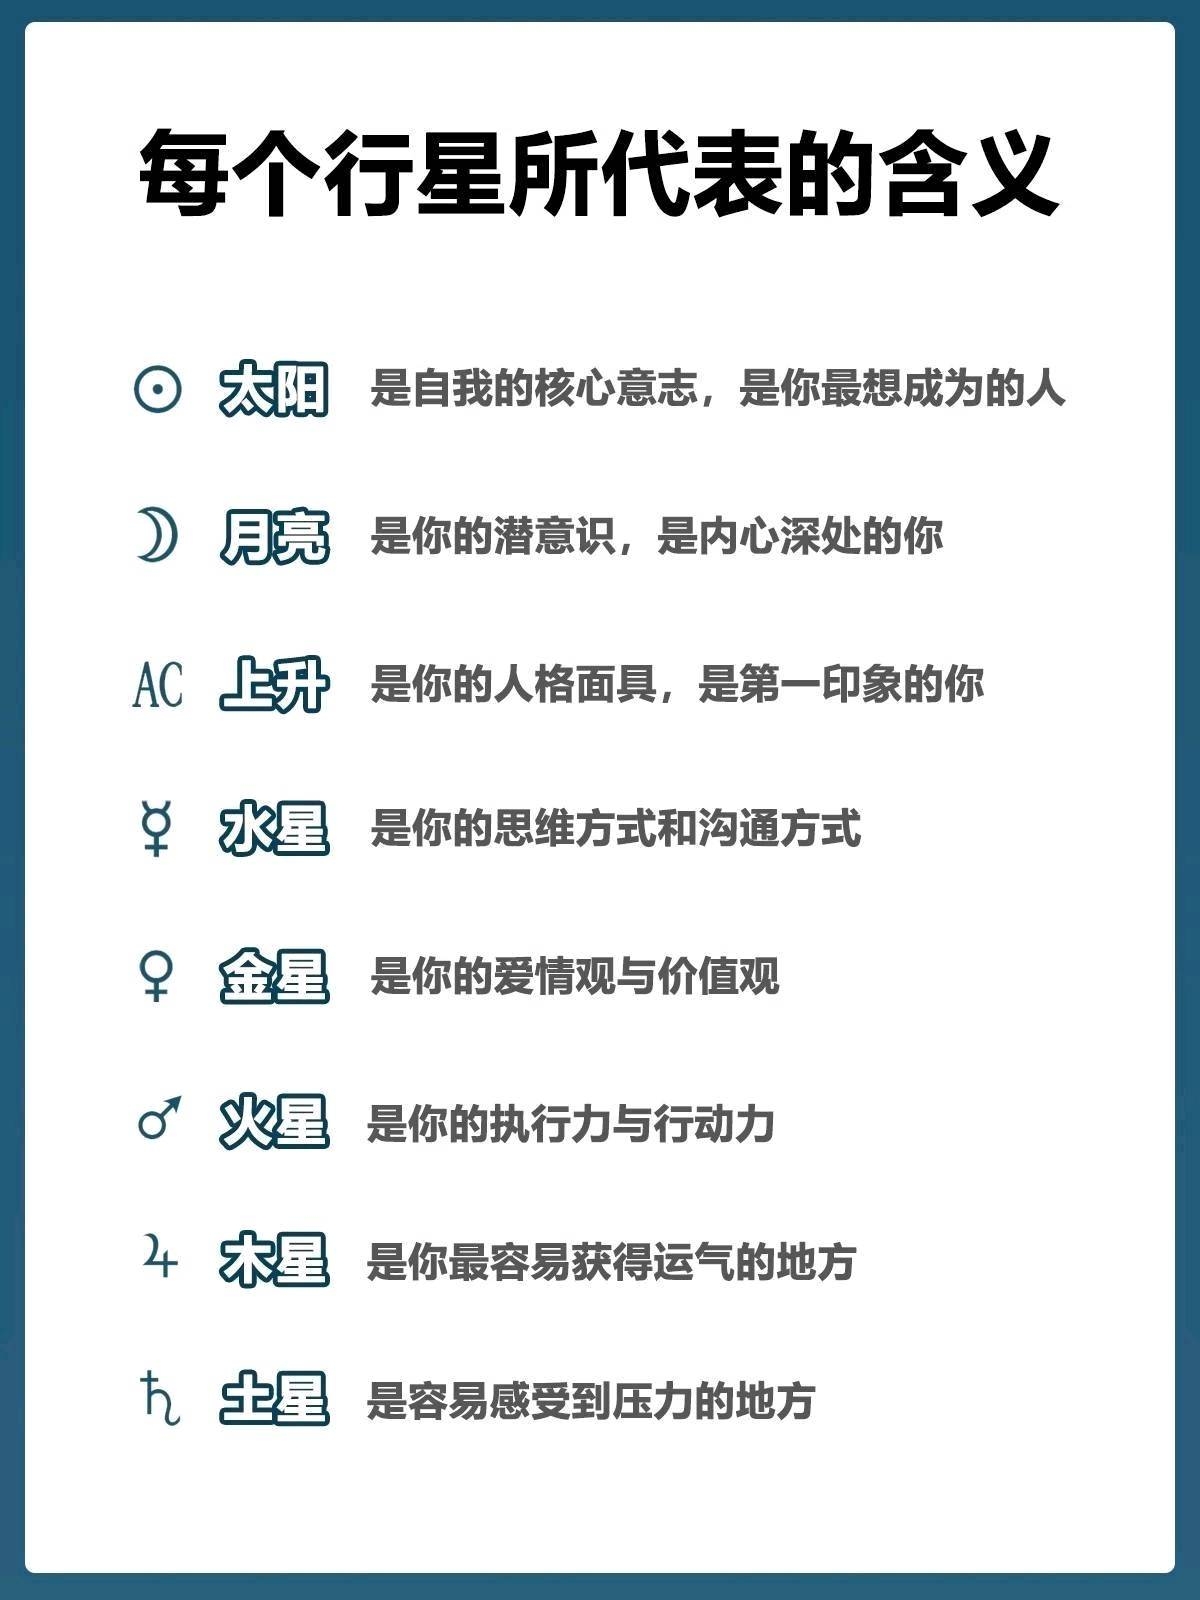 每个行星所代表的含义
☉ 太阳 是自我的核心意志，是你最想成为的人
☽ 月亮 是你的潜意识，是内心深处的你
AC 上升 是你的人格面具，是第一印象的你
☿ 水星 是你的思维方式和沟通方式
♀ 金星 是你的爱情观与价值观
♂ 火星 是你的执行力与行动力
♃ 木星 是你最容易获得运气的地方
♄ 土星 是容易感受到压力的地方